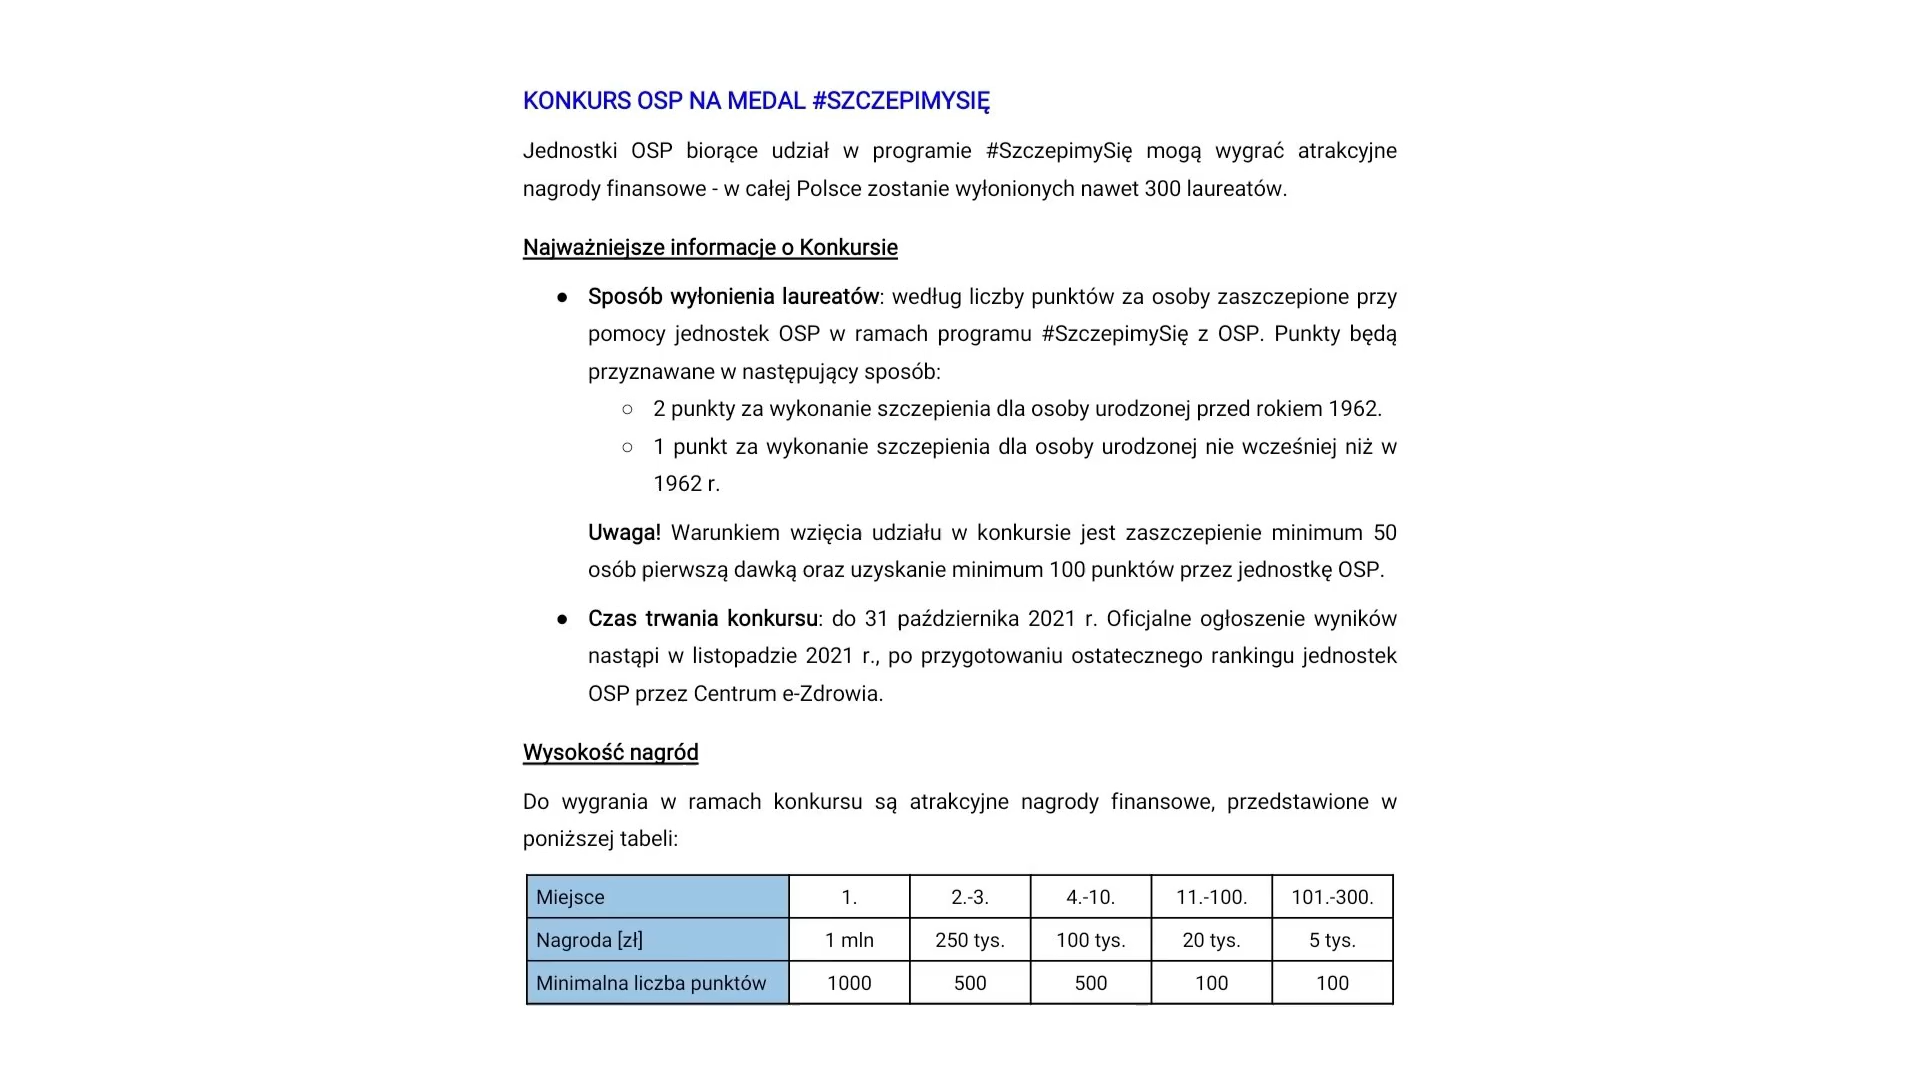 KONKURS OSP NA MEDAL #SZCZEPIMYSIĘ
Jednostki OSP biorące udział w programie #SzczepimySię mogą wygrać atrakcyjne
nagrody finansowe - w całej Polsce zostanie wyłonionych nawet 300 laureatów.
Najważniejsze informacje o Konkursie
● Sposób wyłonienia laureatów: według liczby punktów za osoby zaszczepione przy
pomocy jednostek OSP w ramach programu #SzczepimySię z OSP. Punkty będą
przyznawane w następujący sposób:
○ 2 punkty za wykonanie szczepienia dla osoby urodzonej przed rokiem 1962.
○ 1 punkt za wykonanie szczepienia dla osoby urodzonej nie wcześniej niż w
1962 r.
Uwaga! Warunkiem wzięcia udziału w konkursie jest zaszczepienie minimum 50
osób pierwszą dawką oraz uzyskanie minimum 100 punktów przez jednostkę OSP.
● Czas trwania konkursu: do 31 października 2021 r. Oficjalne ogłoszenie wyników
nastąpi w listopadzie 2021 r., po przygotowaniu ostatecznego rankingu jednostek
OSP przez Centrum e-Zdrowia.
Wysokość nagród
Do wygrania w ramach konkursu są atrakcyjne nagrody finansowe, przedstawione w
poniższej tabeli:
Miejsce 1. 2.-3. 4.-10. 11.-100. 101.-300.
Nagroda [zł] 1 mln 250 tys. 100 tys. 20 tys. 5 tys.
Minimalna liczba punktów 1000 500 500 100 100